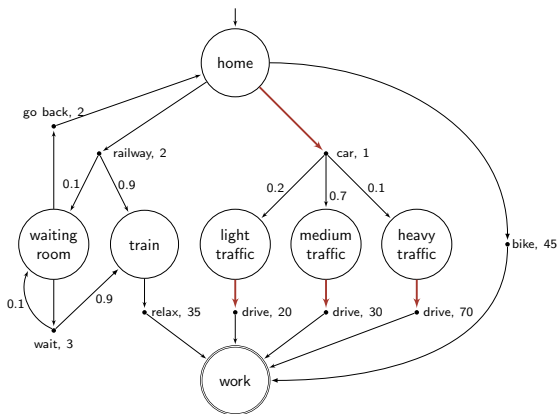 home
go back, 2
railway, 2
car, 1
0.1
0.9
0.2
0.7
0.1
waiting
room
train
light
traffic
medium
traffic
heavy
traffic
bike, 45
0.1
0.9
wait, 3
relax, 35
drive, 20
drive, 30
drive, 70
work